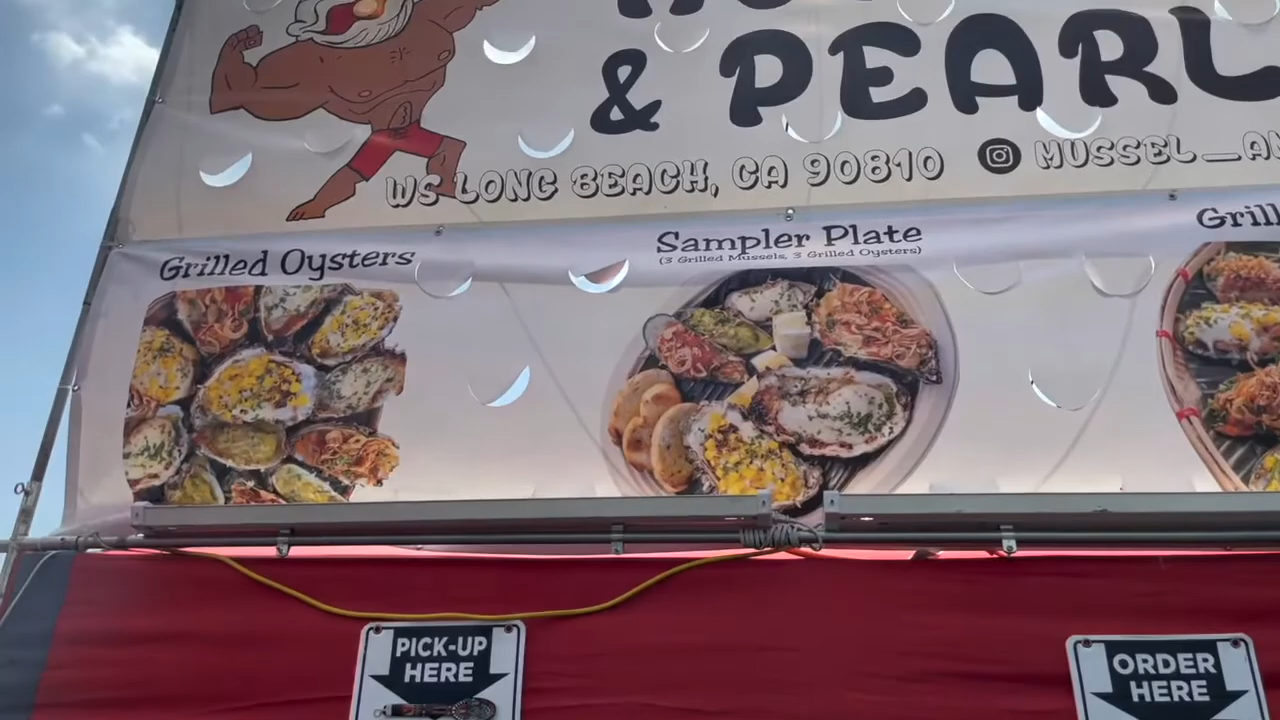 & PEARL
WS LONG BEACH, CA 90810
MUSSEL_AN
Grilled Oysters
Sampler Plate
(3 Grilled Mussels, 3 Grilled Oysters)
Grill
PICK-UP
HERE
ORDER
HERE